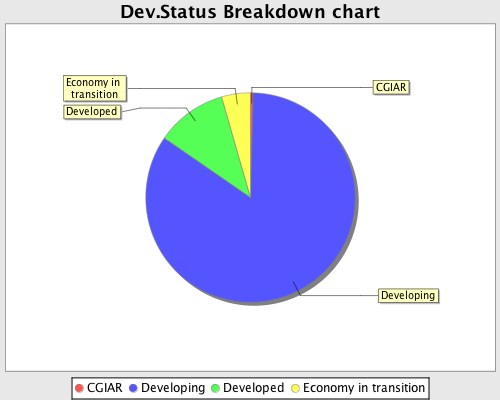 Dev.Status Breakdown chart
Economy in
transition
CGIAR
Developed
Developing
CGIAR Developing Developed Economy in transition